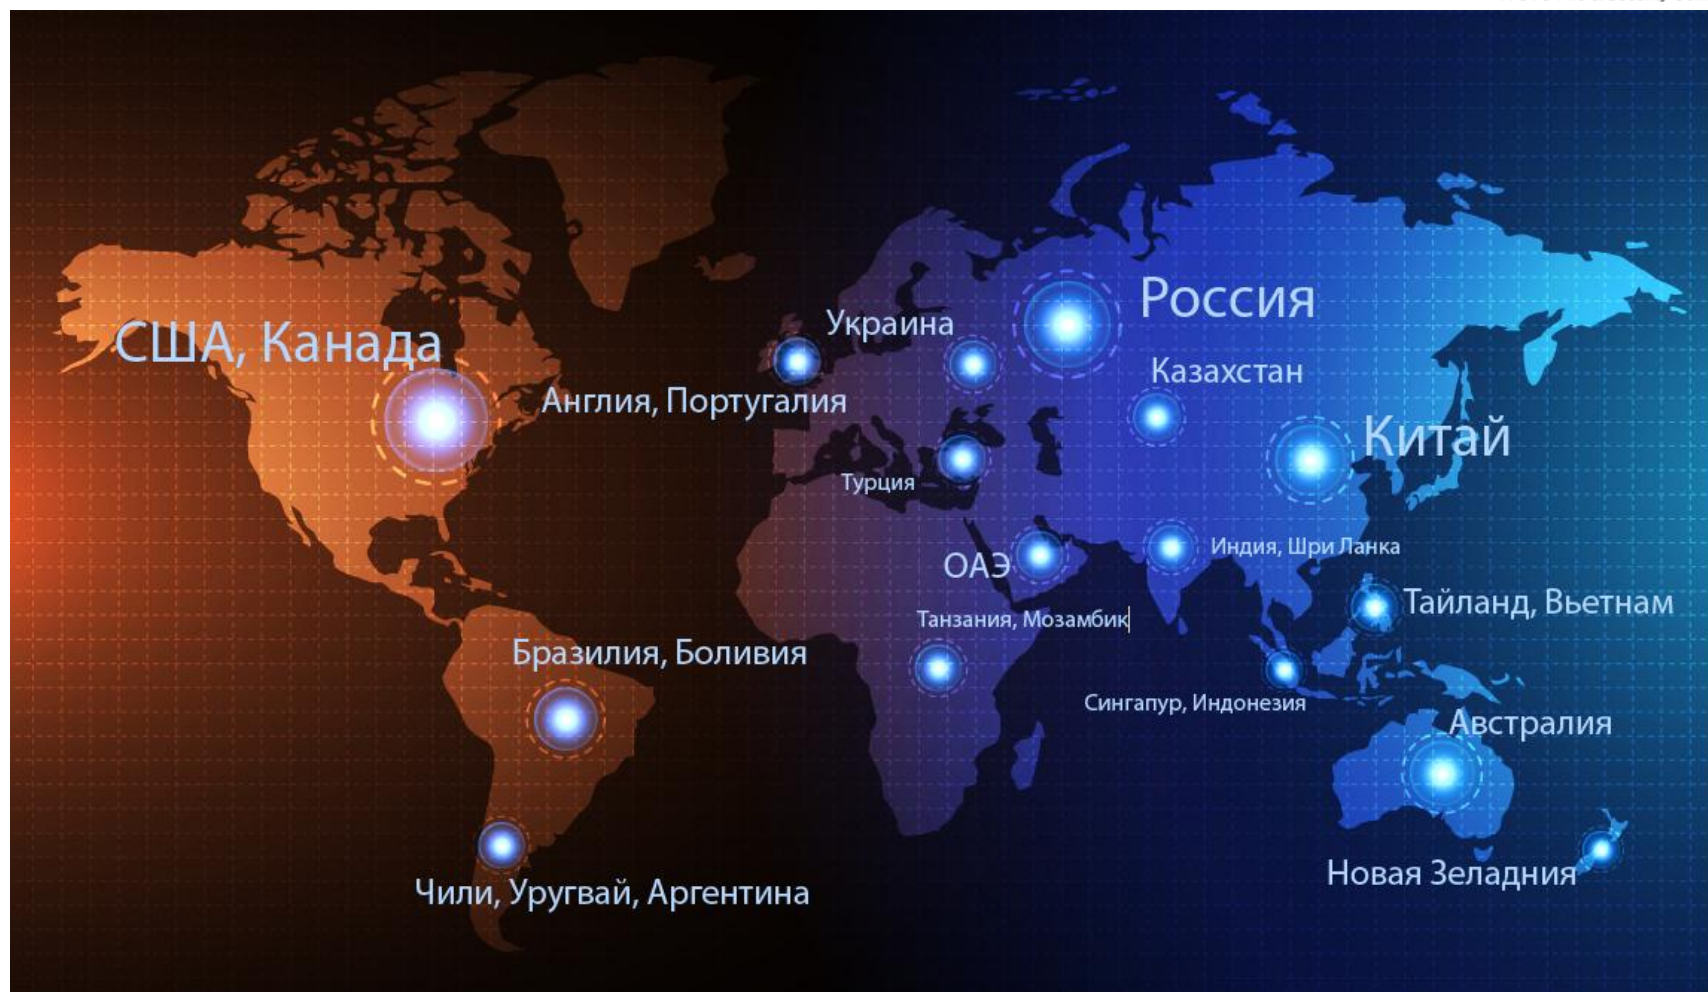 Россия
Украина
США, Канада
Казахстан
Англия, Португалия
Китай
Турция
Индия, Шри Ланка
ОАЭ
Тайланд, Вьетнам
Танзания, Мозамбик
Бразилия, Боливия
Сингапур, Индонезия
Австралия
Новая Зеладния
Чили, Уругвай, Аргентина